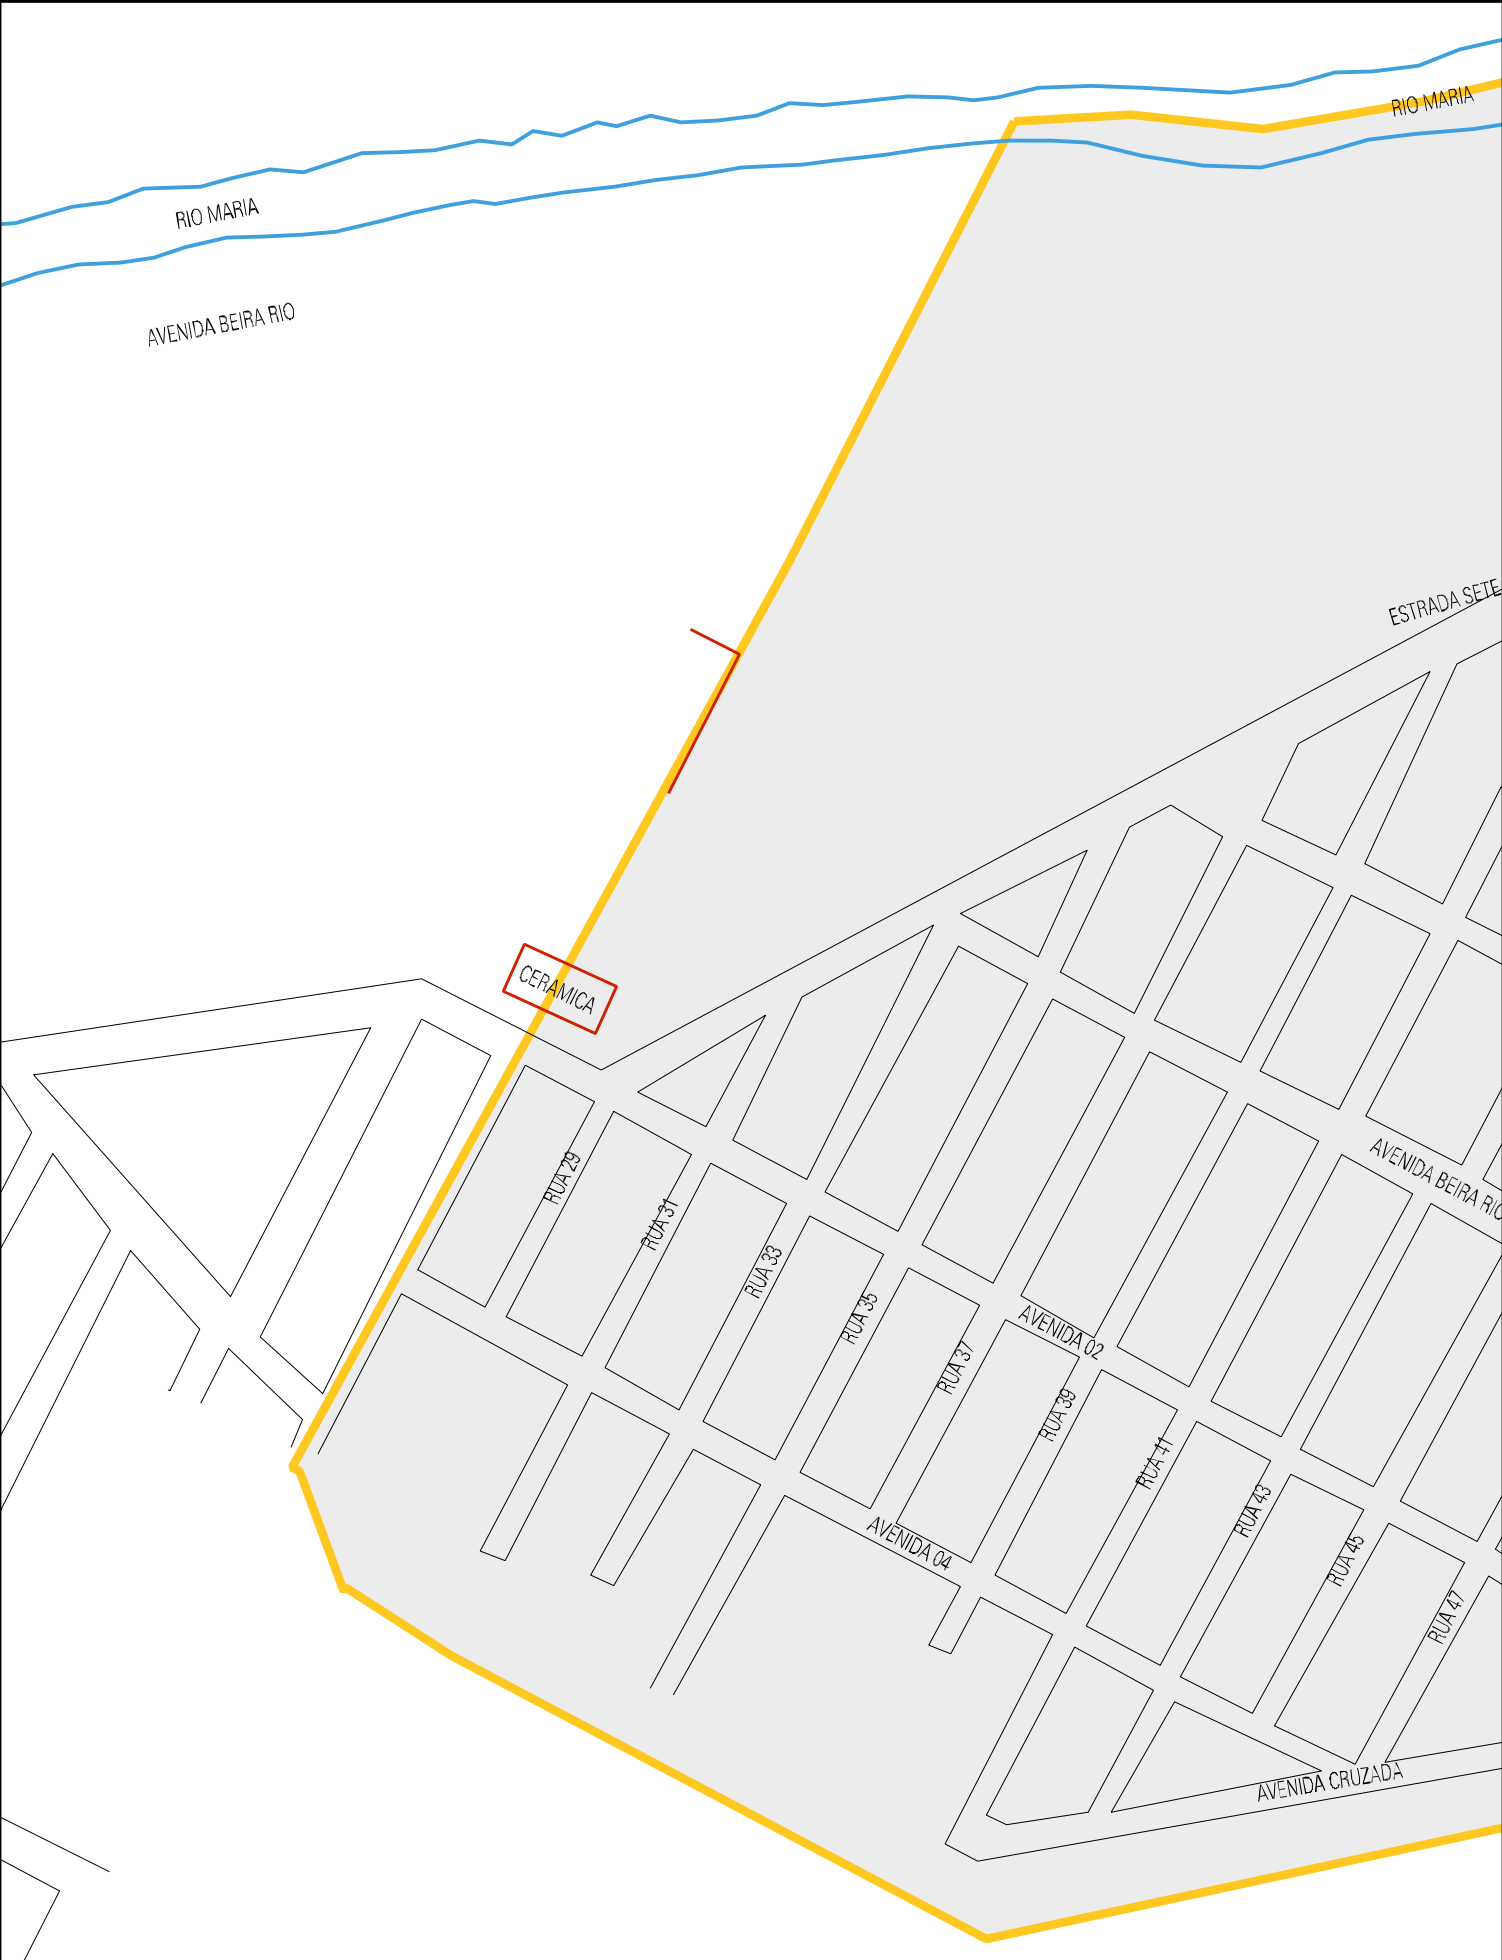 RIO MARIA
RIO MARIA
AVENIDA BEIRA RIO
ESTRADA SETE
CERAMICA
AVENIDA BEIRA RIO
RUA 29
RUA 31
RUA 33
RUA 35
RUA 37
AVENIDA 02
RUA 39
RUA 41
RUA 43
RUA 45
RUA 47
AVENIDA 04
AVENIDA CRUZADA